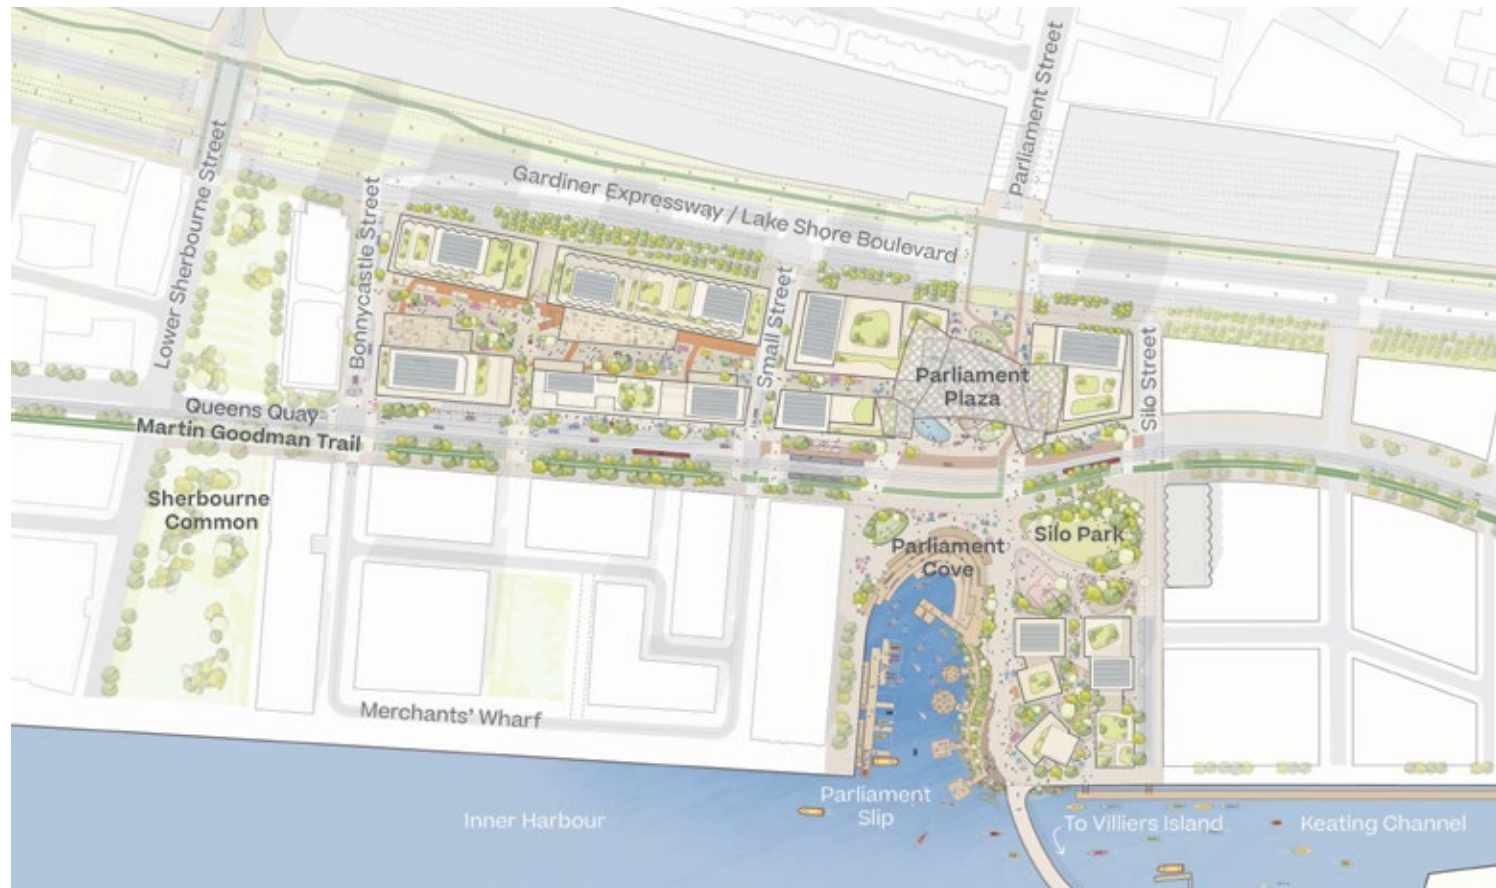 Parliament Street
Lower Sherbourne Street
Bonnycastle Street
Gardiner Expressway / Lake Shore Boulevard
Small Street
Silo Street
Parliament
Plaza
Queens Quay
Martin Goodman Trail
Sherbourne
Common
Parliament
Cove
Silo Park
Merchants' Wharf
Inner Harbour
Parliament
Slip
To Villiers Island
Keating Channel